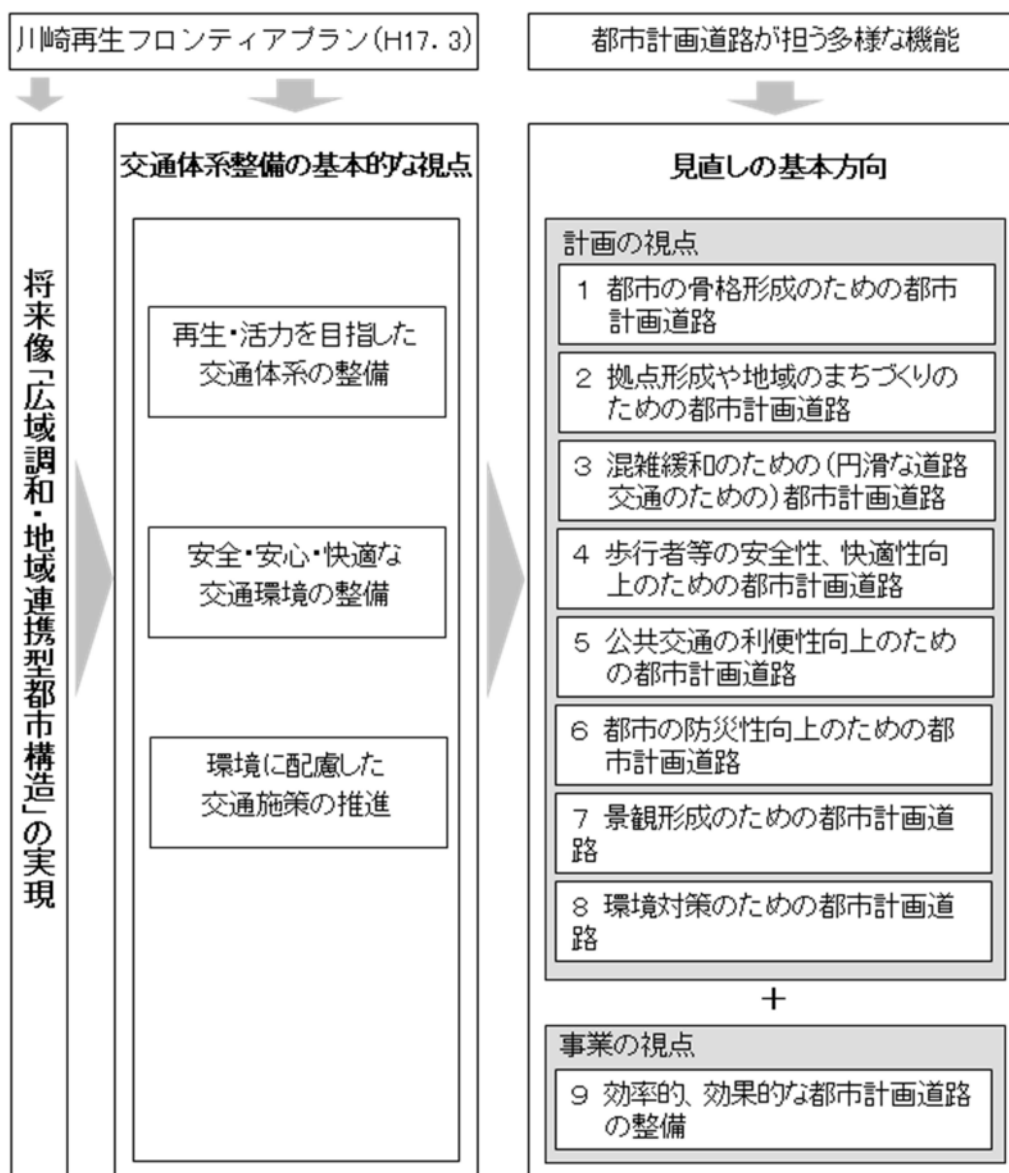 川崎再生フロンティアプラン(H17.3)
都市計画道路が担う多様な機能
将来像「広域調和・地域連携型都市構造」の実現
交通体系整備の基本的な視点
再生・活力を目指した
交通体系の整備
安全・安心・快適な
交通環境の整備
環境に配慮した
交通施策の推進
見直しの基本方向
計画の視点
1 都市の骨格形成のための都市
計画道路
2 拠点形成や地域のまちづくりの
ための都市計画道路
3 混雑緩和のための(円滑な道路
交通のための)都市計画道路
4 歩行者等の安全性、快適性向
上のための都市計画道路
5 公共交通の利便性向上のため
の都市計画道路
6 都市の防災性向上のための都
市計画道路
7 景観形成のための都市計画道
路
8 環境対策のための都市計画道
路
+
事業の視点
9 効率的、効果的な都市計画道路
の整備